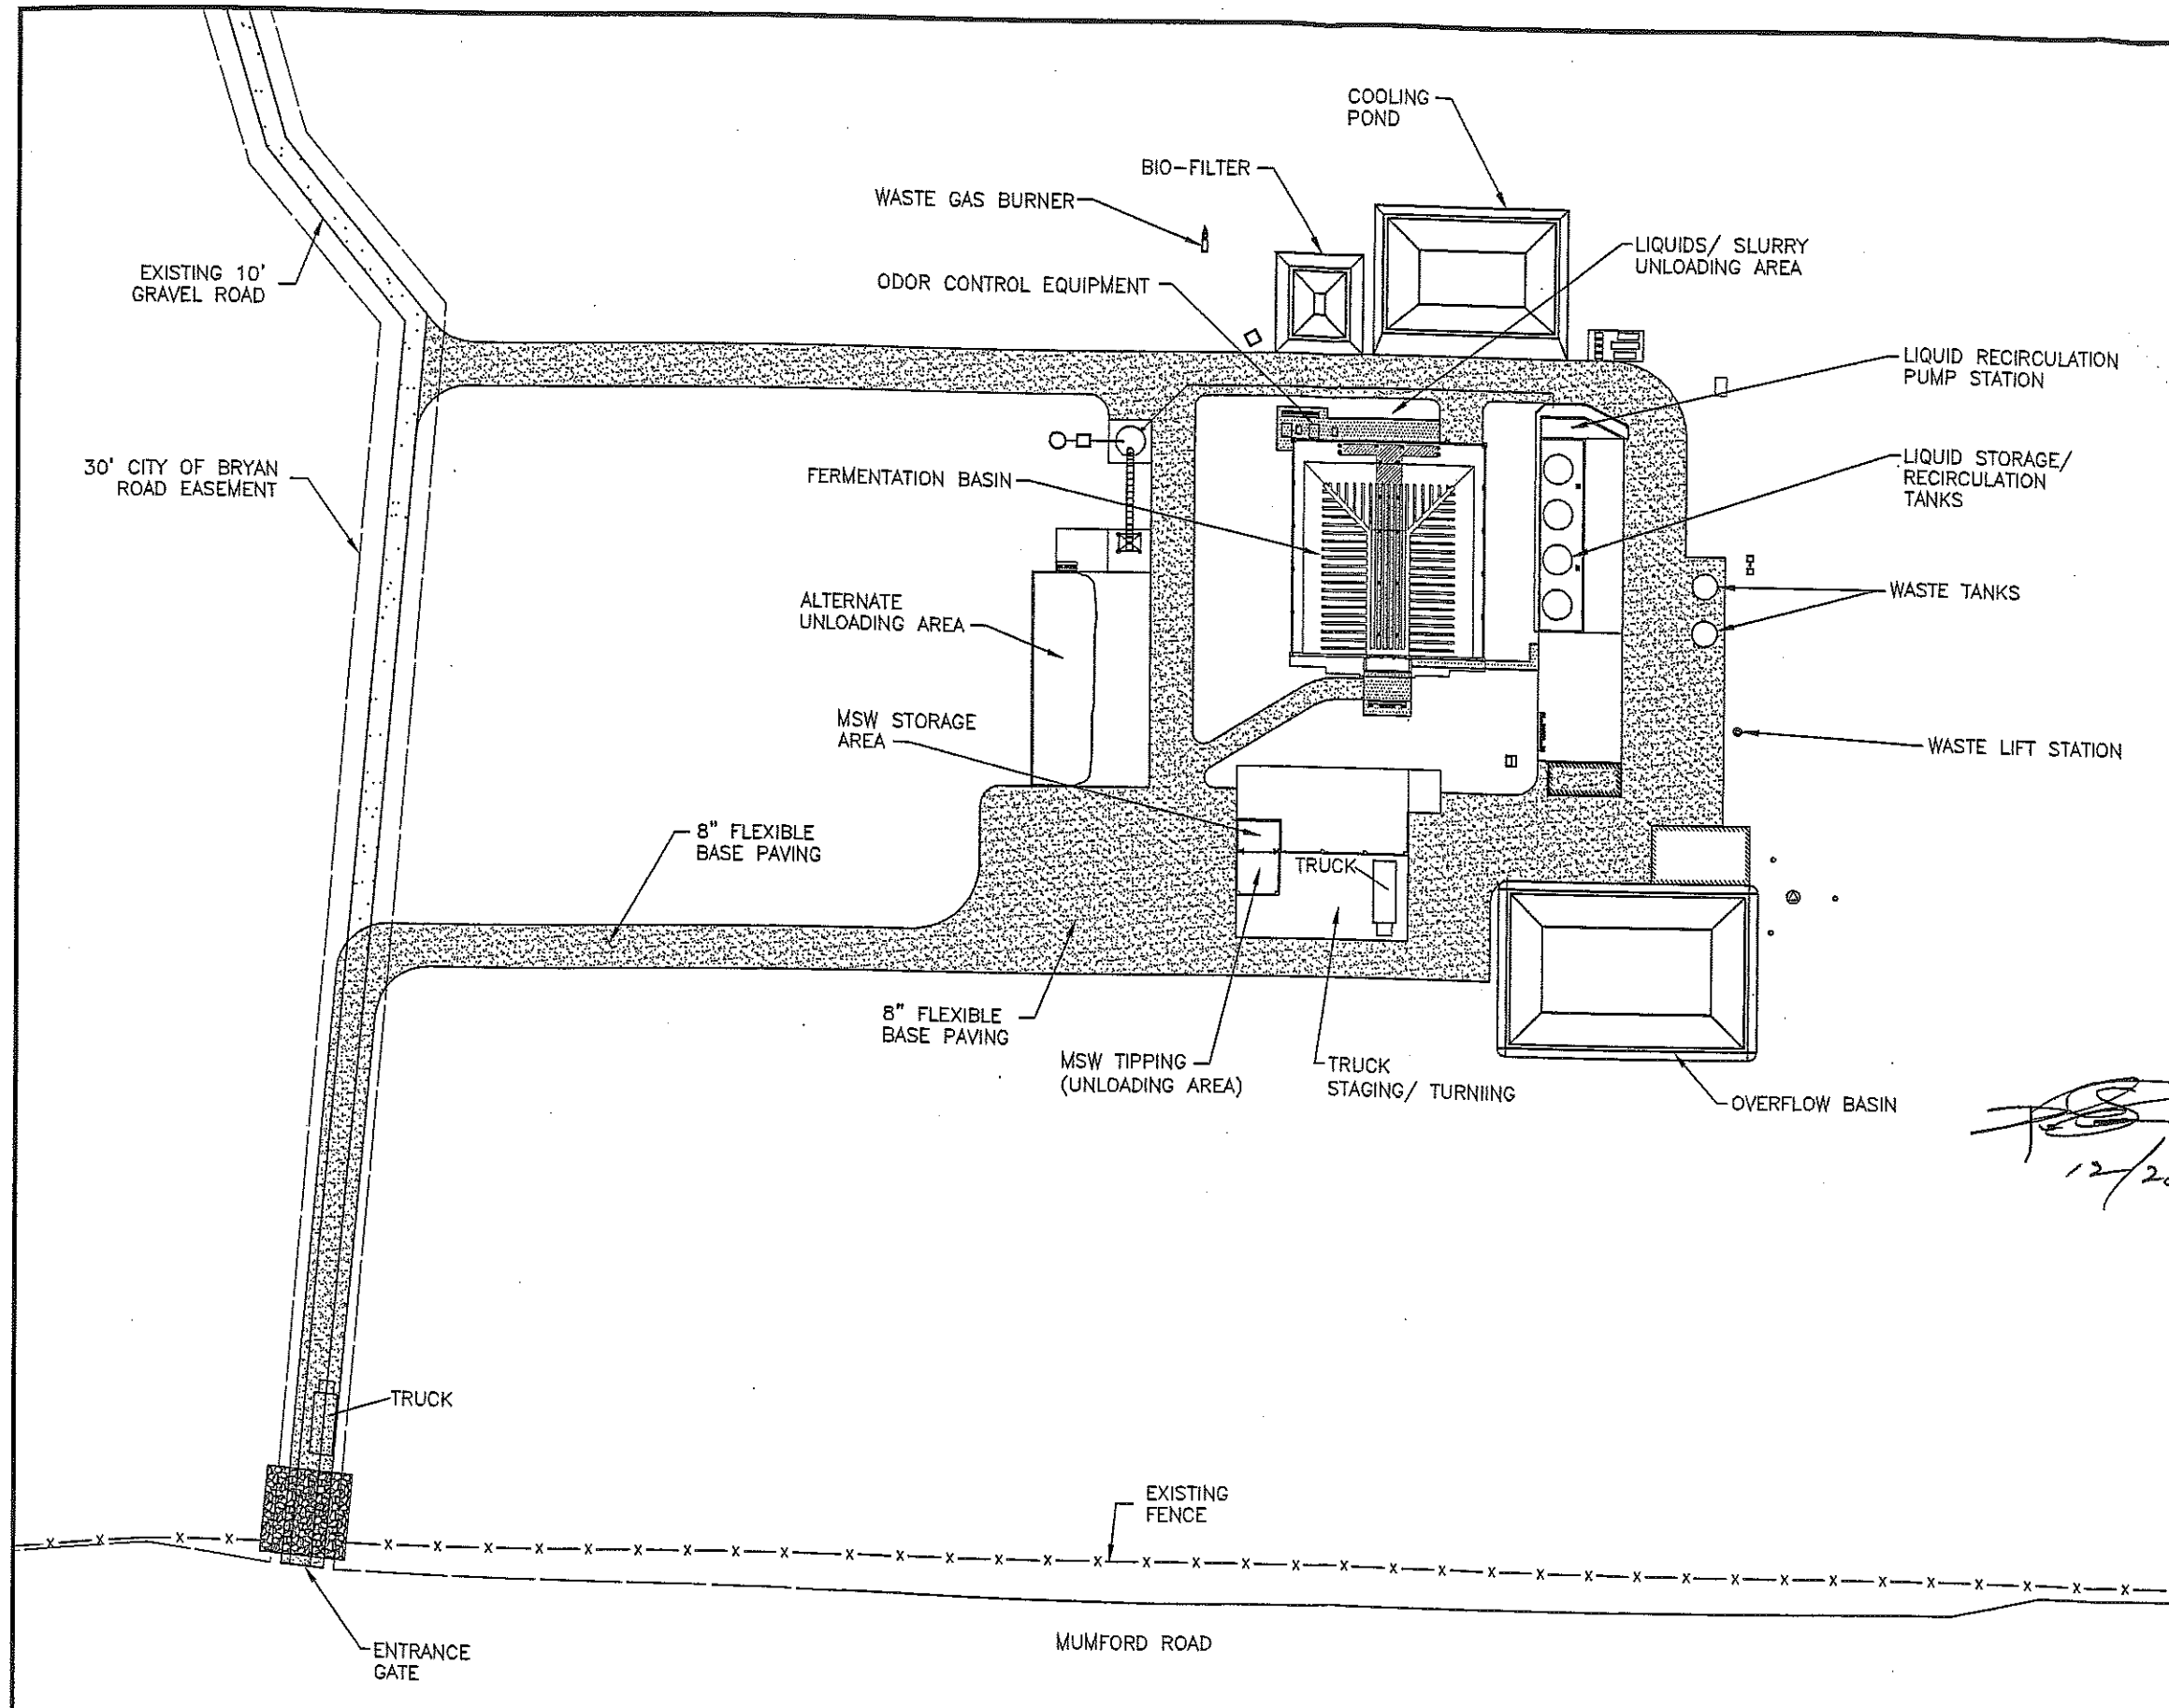 COOLING
POND
BIO-FILTER
WASTE GAS BURNER
LIQUIDS/ SLURRY
UNLOADING AREA
EXISTING 10'
GRAVEL ROAD
ODOR CONTROL EQUIPMENT
LIQUID RECIRCULATION
PUMP STATION
30' CITY OF BRYAN
ROAD EASEMENT
FERMENTATION BASIN
LIQUID STORAGE/
RECIRCULATION
TANKS
ALTERNATE
UNLOADING AREA
WASTE TANKS
MSW STORAGE
AREA
WASTE LIFT STATION
8" FLEXIBLE
BASE PAVING
TRUCK
8" FLEXIBLE
BASE PAVING
MSW TIPPING
(UNLOADING AREA)
TRUCK
STAGING/ TURNIING
OVERFLOW BASIN
TRUCK
EXISTING
FENCE
MUMFORD ROAD
ENTRANCE
GATE